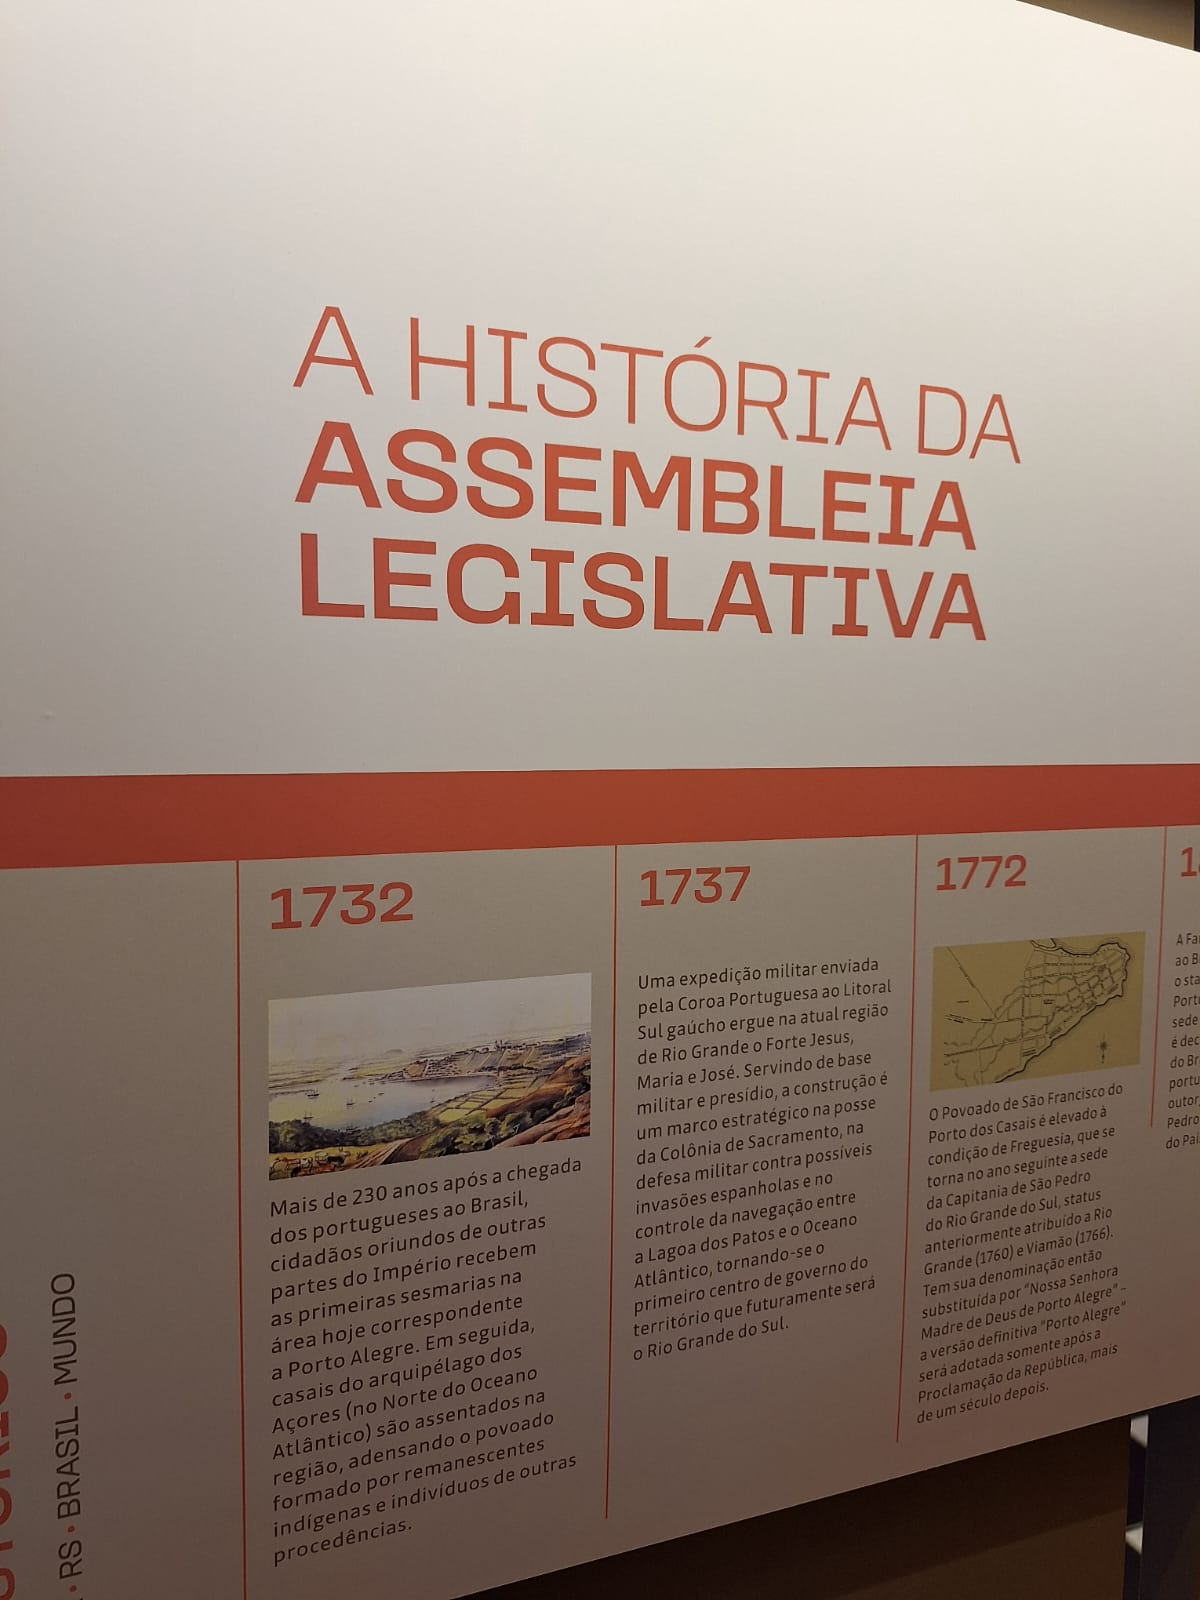 A HISTÓRIA DA
ASSEMBLEIA
LEGISLATIVA
RS • BRASIL • MUNDO
1732
Mais de 230 anos após a chegada
dos portugueses ao Brasil,
cidadãos oriundos de outras
partes do Império recebem
as primeiras sesmarias na
área hoje correspondente
a Porto Alegre. Em seguida,
casais do arquipélago dos
Açores (no Norte do Oceano
Atlântico) são assentados na
região, adensando o povoado
formado por remanescentes
indígenas e indivíduos de outras
procedências.
1737
Uma expedição militar enviada
pela Coroa Portuguesa ao Litoral
Sul gaúcho ergue na atual região
de Rio Grande o Forte Jesus,
Maria e José. Servindo de base
militar e presídio, a construção é
um marco estratégico na posse
da Colônia de Sacramento, na
defesa militar contra possíveis
invasões espanholas e no
controle da navegação entre
a Lagoa dos Patos e o Oceano
Atlântico, tornando-se o
primeiro centro de governo do
território que futuramente será
o Rio Grande do Sul.
1772
O Povoado de São Francisco do
Porto dos Casais é elevado à
condição de Freguesia, que se
torna no ano seguinte a sede
da Capitania de São Pedro
do Rio Grande do Sul, status
anteriormente atribuído a Rio
Grande (1760) e Viamão (1766).
Tem sua denominação então
substituída por "Nossa Senhora
Madre de Deus de Porto Alegre" –
a versão definitiva "Porto Alegre"
será adotada somente após a
Proclamação da República, mais
de um século depois.
A
ao
o
sede
é
do
Pedro
do